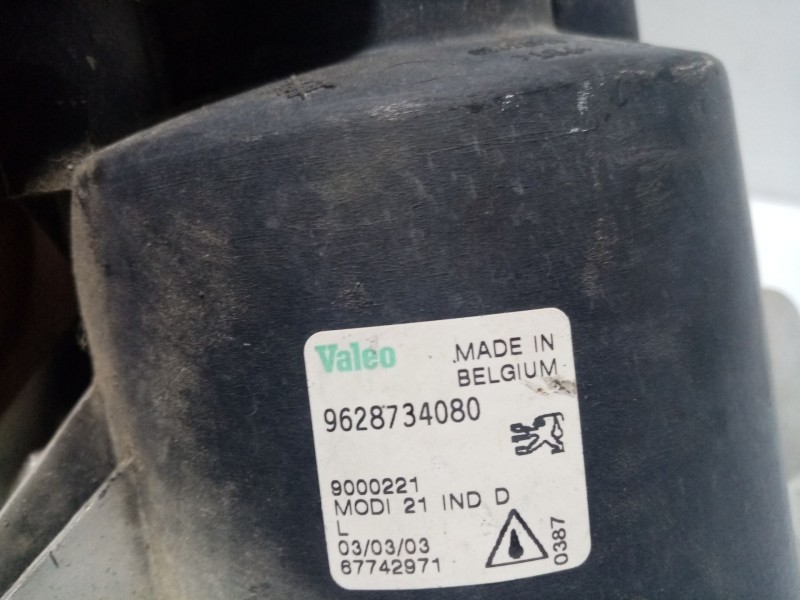 Valeo
MADE IN
BELGIUM
9628734080
9000221
MODI 21 IND D
L
03/03/03
67742971
0387